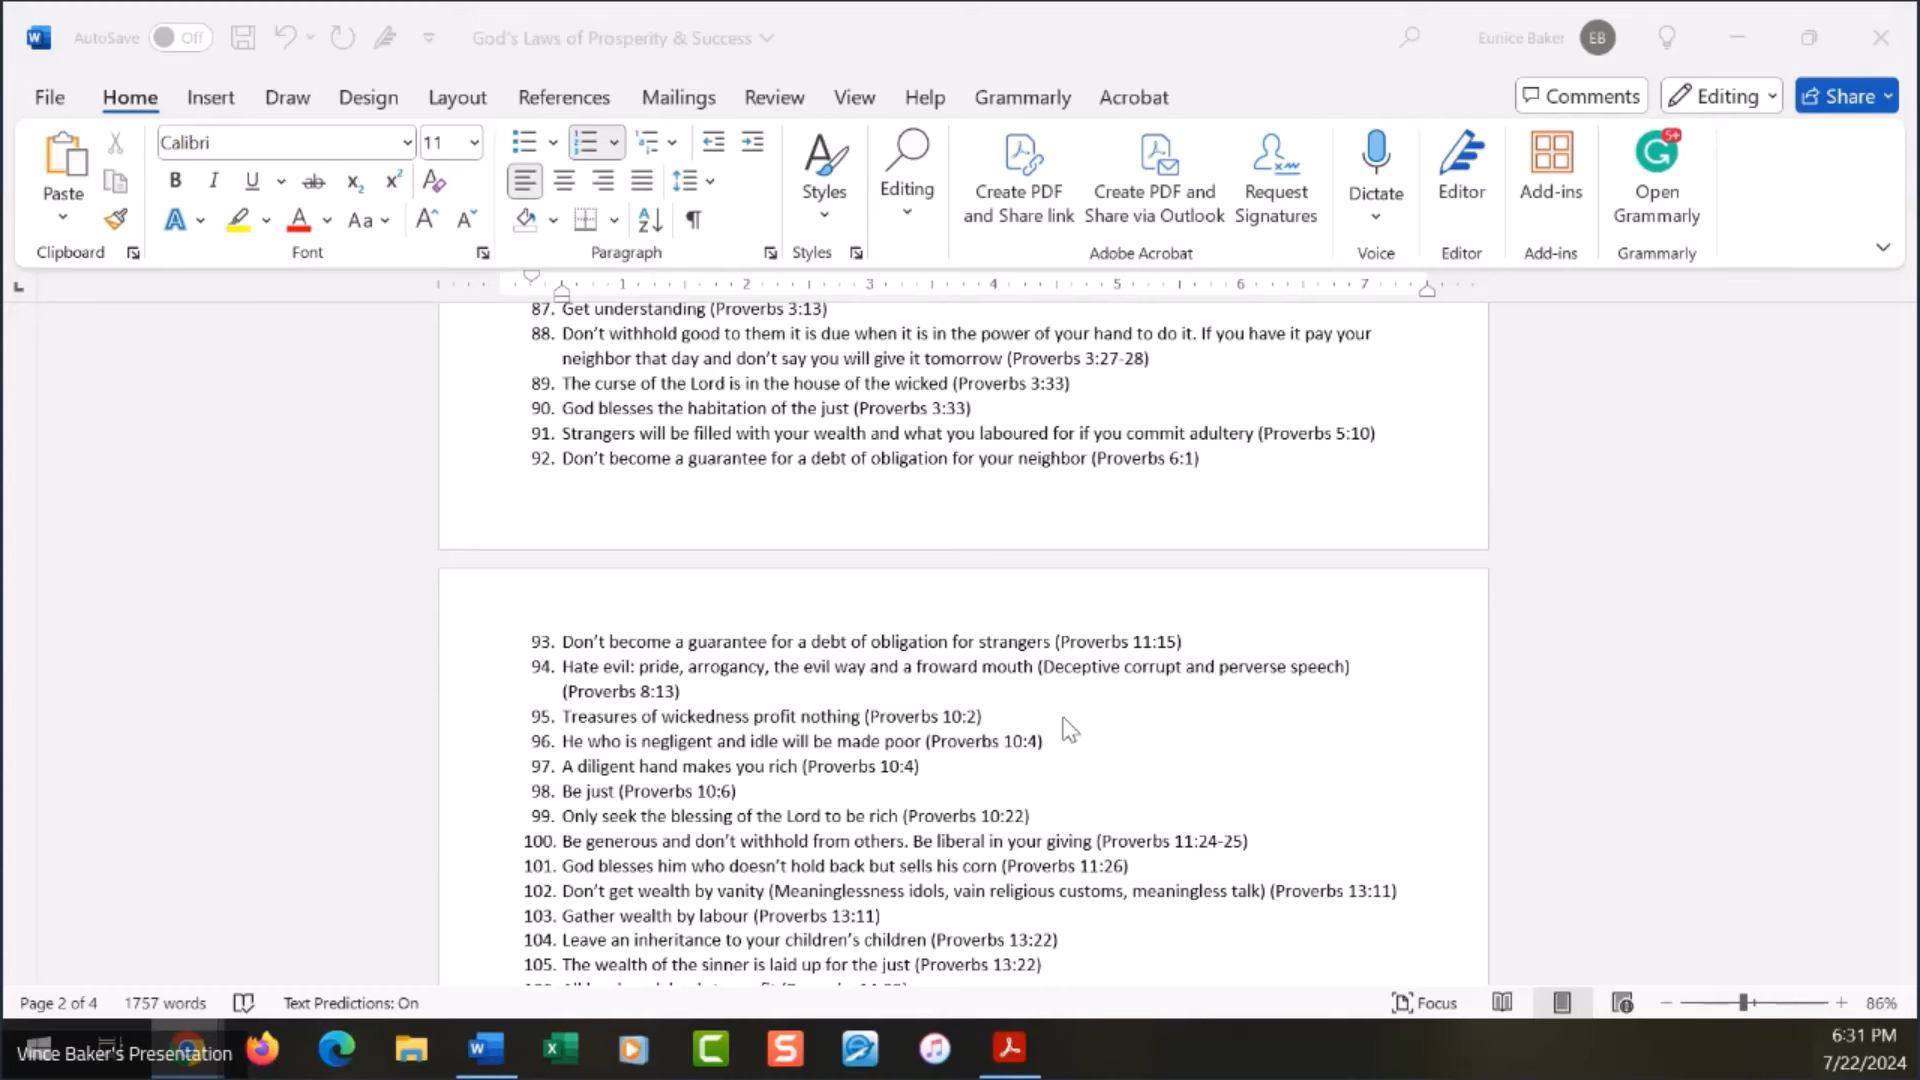 AutoSave Off God's Laws of Prosperity & Success Eunice Baker EB
File Home Insert Draw Design Layout References Mailings Review View Help Grammarly Acrobat Comments Editing Share
Calibri 11
Paste Styles Editing Create PDF and Share link Create PDF and Share via Outlook Request Signatures Dictate Editor Add-ins Open Grammarly
5+
B I U ab x₂ x²
A A Aa A A
Clipboard Font Paragraph Styles Adobe Acrobat Voice Editor Add-ins Grammarly
1 2 3 4 5 6 7
87. Get understanding (Proverbs 3:13)
88. Don't withhold good to them it is due when it is in the power of your hand to do it. If you have it pay your
neighbor that day and don't say you will give it tomorrow (Proverbs 3:27-28)
89. The curse of the Lord is in the house of the wicked (Proverbs 3:33)
90. God blesses the habitation of the just (Proverbs 3:33)
91. Strangers will be filled with your wealth and what you laboured for if you commit adultery (Proverbs 5:10)
92. Don't become a guarantee for a debt of obligation for your neighbor (Proverbs 6:1)
93. Don't become a guarantee for a debt of obligation for strangers (Proverbs 11:15)
94. Hate evil: pride, arrogancy, the evil way and a froward mouth (Deceptive corrupt and perverse speech)
(Proverbs 8:13)
95. Treasures of wickedness profit nothing (Proverbs 10:2)
96. He who is negligent and idle will be made poor (Proverbs 10:4)
97. A diligent hand makes you rich (Proverbs 10:4)
98. Be just (Proverbs 10:6)
99. Only seek the blessing of the Lord to be rich (Proverbs 10:22)
100. Be generous and don't withhold from others. Be liberal in your giving (Proverbs 11:24-25)
101. God blesses him who doesn't hold back but sells his corn (Proverbs 11:26)
102. Don't get wealth by vanity (Meaninglessness idols, vain religious customs, meaningless talk) (Proverbs 13:11)
103. Gather wealth by labour (Proverbs 13:11)
104. Leave an inheritance to your children's children (Proverbs 13:22)
105. The wealth of the sinner is laid up for the just (Proverbs 13:22)
Page 2 of 4 1757 words Text Predictions: On Focus 86%
Vince Baker's Presentation
6:31 PM
7/22/2024